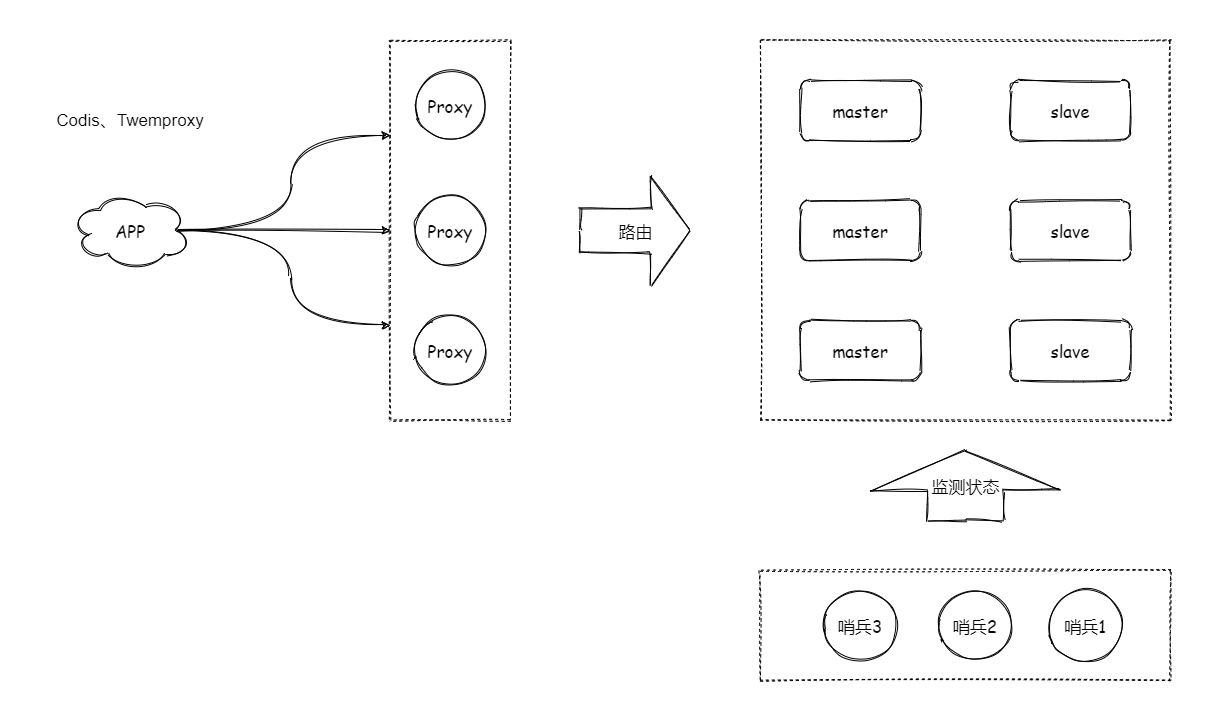 Codis、Twemproxy
APP
Proxy
Proxy
Proxy
路由
master
slave
master
slave
master
slave
监测状态
哨兵3
哨兵2
哨兵1